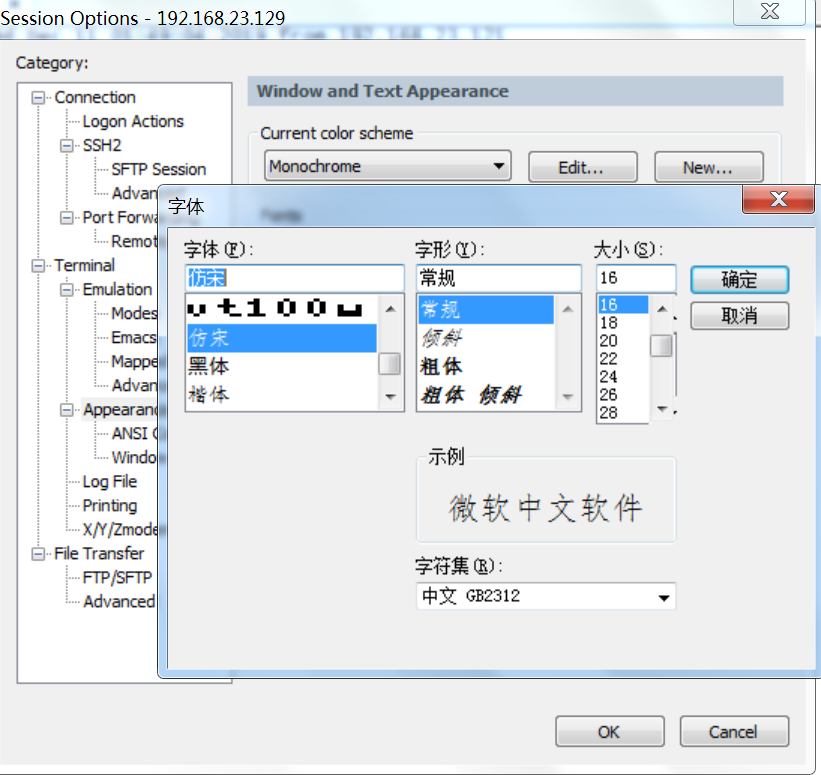 Session Options - 192.168.23.129
Category:
Connection
Logon Actions
SSH2
SFTP Session
Advanced
Port Forwarding
Remot
Terminal
Emulation
Modes
Emacs
Mappe
Advan
Appearanc
ANSI C
Windo
Log File
Printing
X/Y/Zmode
File Transfer
FTP/SFTP
Advanced
Window and Text Appearance
Current color scheme
Monochrome
Edit...
New...
Fonts
字体
字体(F):
仿宋
vt100
仿宋
黑体
楷体
字形(Y):
常规
常规
倾斜
粗体
粗体 倾斜
大小(S):
16
16
18
20
22
24
26
28
确定
取消
示例
微软中文软件
字符集(R):
中文 GB2312
OK
Cancel